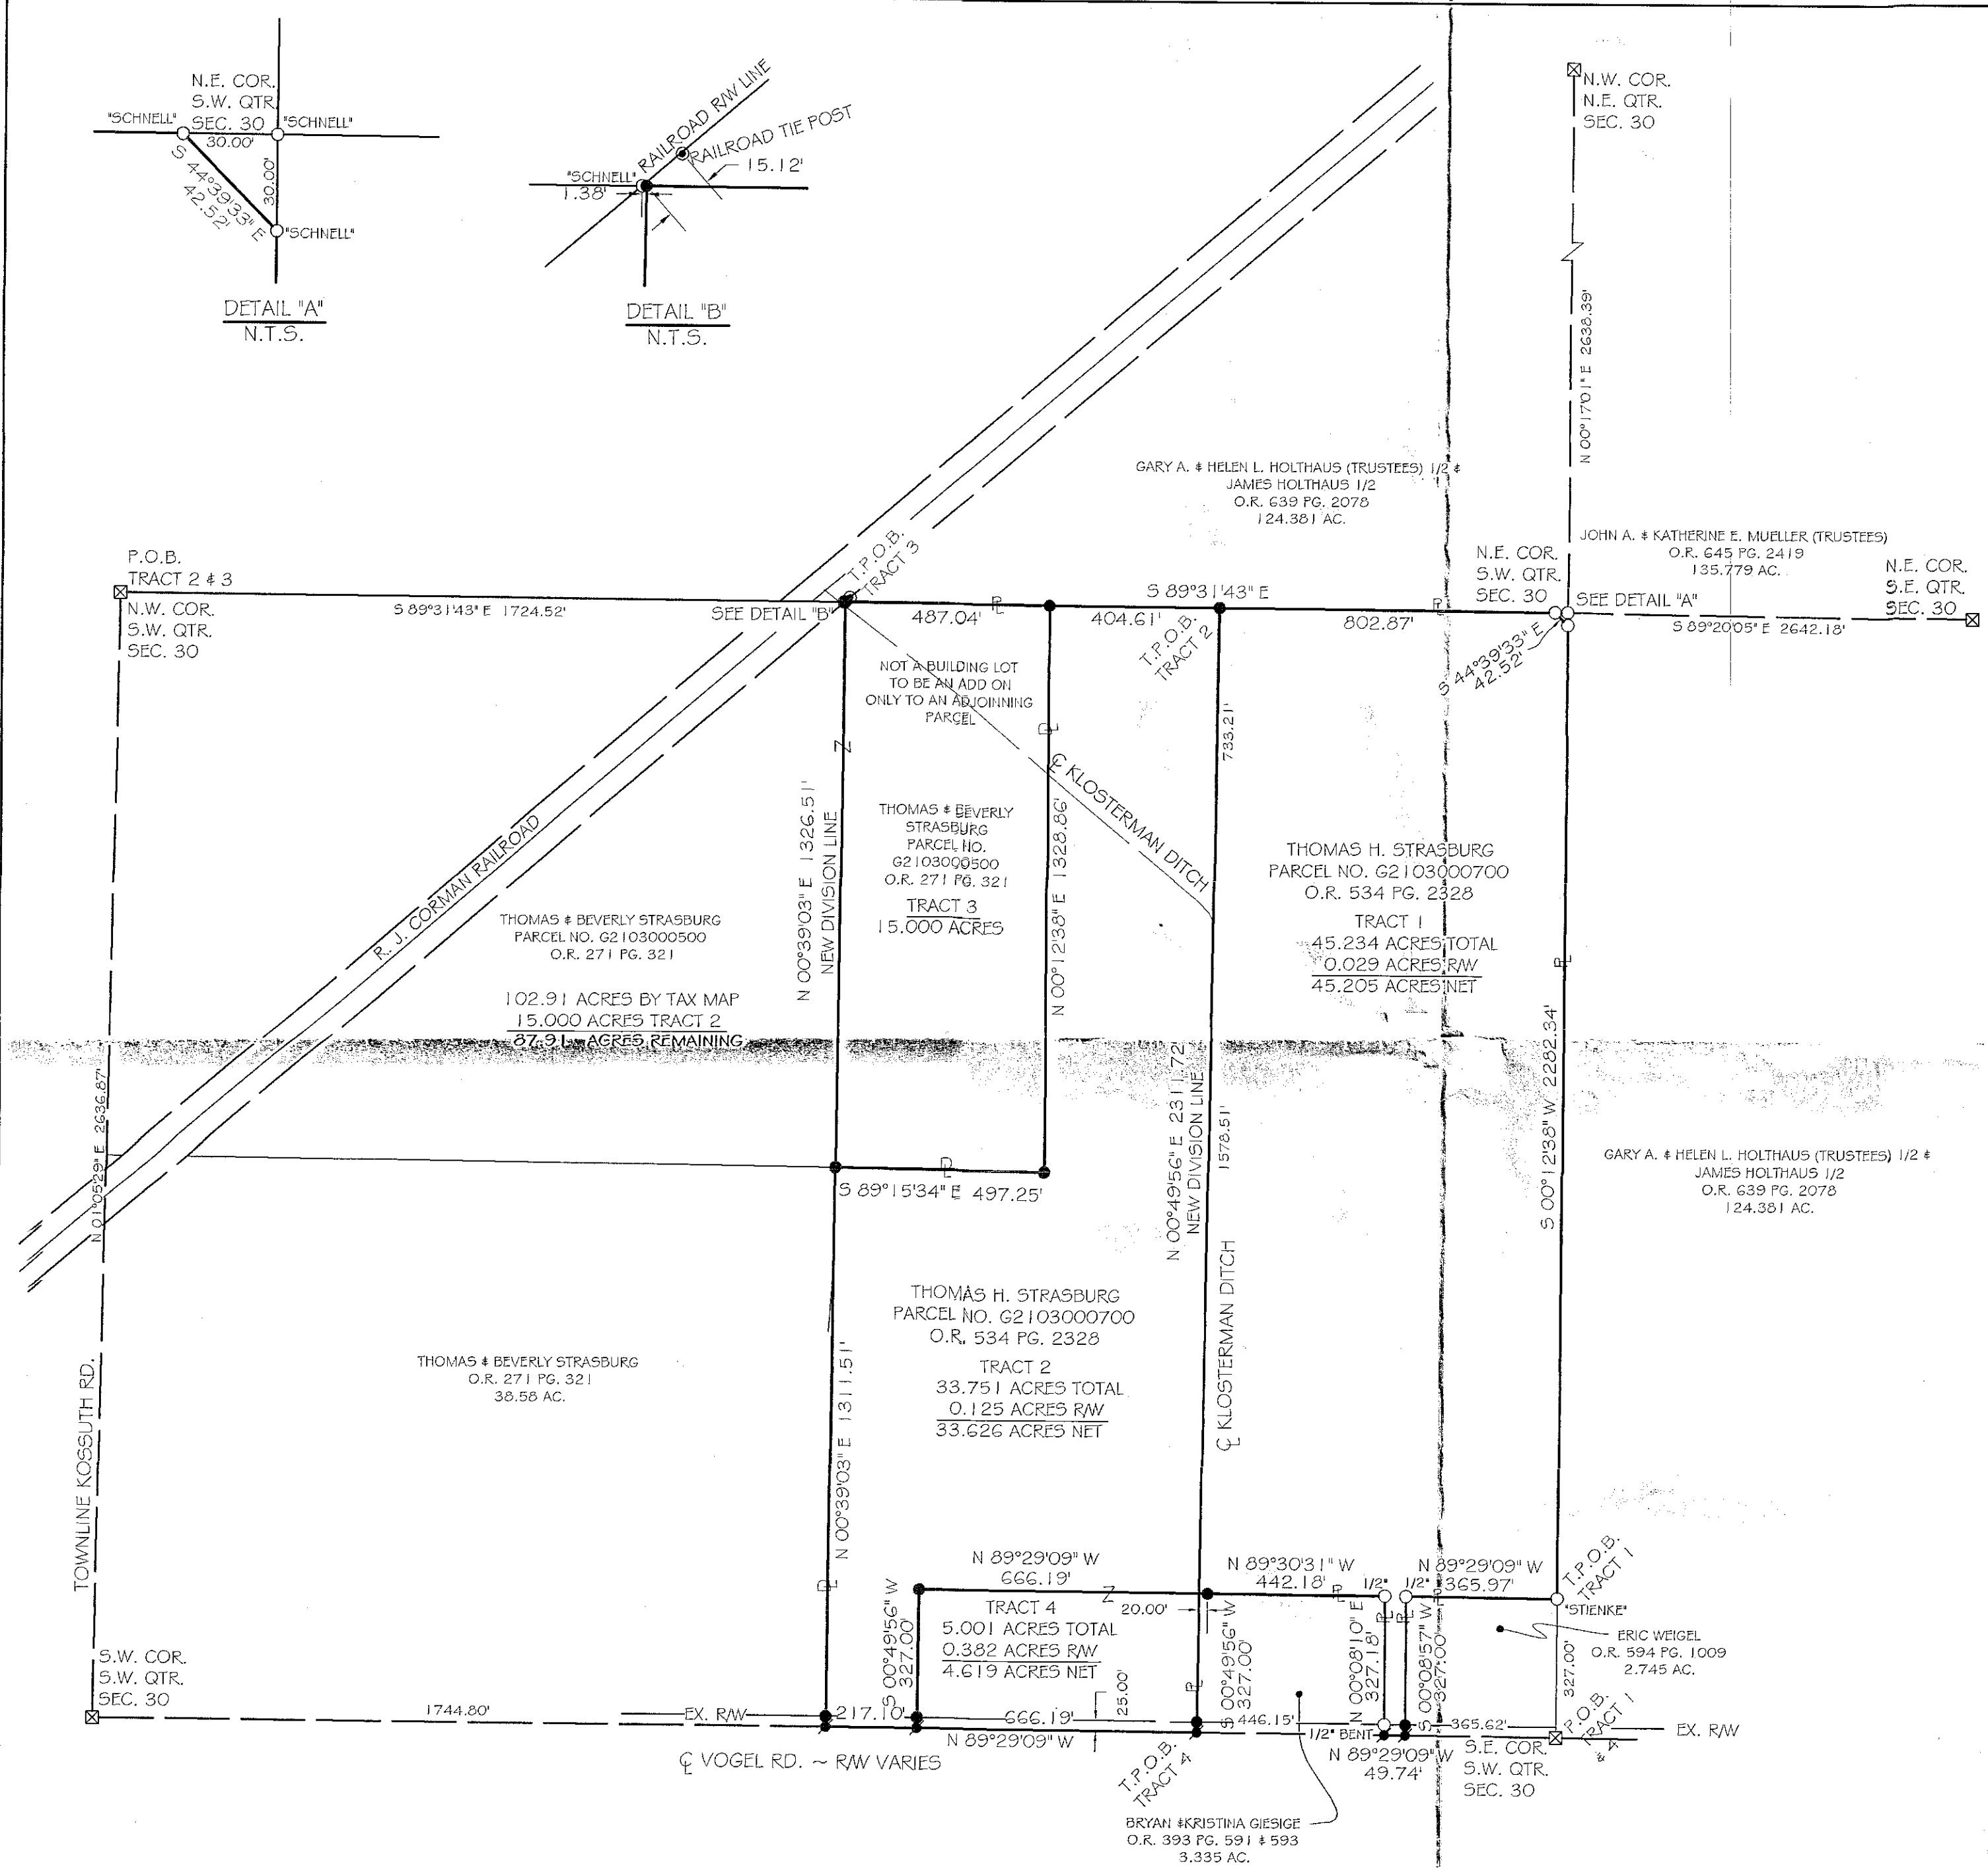 N.E. COR.
S.W. QTR.
SEC. 30
"SCHNELL"
"SCHNELL"
30.00'
30.00'
S 44°39'33" E
42.52'
"SCHNELL"
DETAIL "A"
N.T.S.
RAILROAD R/W LINE
RAILROAD TIE POST
15.12'
"SCHNELL"
1.38'
DETAIL "B"
N.T.S.
N.W. COR.
N.E. QTR.
SEC. 30
N 00°17'01" E 2638.39'
GARY A. & HELEN L. HOLTHAUS (TRUSTEES) 1/2 &
JAMES HOLTHAUS 1/2
O.R. 639 PG. 2078
124.381 AC.
JOHN A. & KATHERINE E. MUELLER (TRUSTEES)
O.R. 645 PG. 2419
135.779 AC.
N.E. COR.
S.E. QTR.
SEC. 30
N.E. COR.
S.W. QTR.
SEC. 30
SEE DETAIL "A"
S 89°20'05" E 2642.18'
S 44°39'33" E
42.52'
P.O.B.
TRACT 2 & 3
N.W. COR.
S.W. QTR.
SEC. 30
S 89°31'43" E 1724.52'
SEE DETAIL "B"
T.P.O.B.
TRACT 3
487.04'
404.61'
S 89°31'43" E
802.87'
T.P.O.B.
TRACT 2
NOT A BUILDING LOT
TO BE AN ADD ON
ONLY TO AN ADJOINNING
PARCEL
733.21'
℄ KLOSTERMAN DITCH
N 00°39'03" E 1326.51'
NEW DIVISION LINE
THOMAS & BEVERLY
STRASBURG
PARCEL NO.
G2103000500
O.R. 271 PG. 321
TRACT 3
15.000 ACRES
N 00°12'38" E 1328.86'
THOMAS H. STRASBURG
PARCEL NO. G2103000700
O.R. 534 PG. 2328
TRACT 1
45.234 ACRES TOTAL
0.029 ACRES R/W
45.205 ACRES NET
R. J. CORMAN RAILROAD
THOMAS & BEVERLY STRASBURG
PARCEL NO. G2103000500
O.R. 271 PG. 321
102.91 ACRES BY TAX MAP
15.000 ACRES TRACT 2
87.91 ACRES REMAINING
N 01°05'29" E 2636.87'
S 89°15'34" E 497.25'
N 00°49'56" E 2311.72'
NEW DIVISION LINE
1578.51'
S 00°12'38" W 2282.34'
GARY A. & HELEN L. HOLTHAUS (TRUSTEES) 1/2 &
JAMES HOLTHAUS 1/2
O.R. 639 PG. 2078
124.381 AC.
℄ KLOSTERMAN DITCH
THOMAS H. STRASBURG
PARCEL NO. G2103000700
O.R. 534 PG. 2328
TRACT 2
33.751 ACRES TOTAL
0.125 ACRES R/W
33.626 ACRES NET
THOMAS & BEVERLY STRASBURG
O.R. 271 PG. 321
38.58 AC.
TOWNLINE KOSSUTH RD.
N 00°39'03" E 1311.51'
N 89°29'09" W
666.19'
N 89°30'31" W
442.18'
1/2"
1/2"
N 89°29'09" W
365.97'
T.P.O.B.
TRACT 1
"STIENKE"
S 00°49'56" W
327.00'
TRACT 4
5.001 ACRES TOTAL
0.382 ACRES R/W
4.619 ACRES NET
20.00'
S 00°49'56" W
327.00'
N 00°08'10" E
327.18'
S 00°08'57" W
327.00'
ERIC WEIGEL
O.R. 594 PG. 1009
2.745 AC.
327.00'
S.W. COR.
S.W. QTR.
SEC. 30
1744.80'
EX. R/W
217.10'
666.19'
25.00'
446.15'
1/2" BENT
365.62'
P.O.B.
TRACT 1
& 4
EX. R/W
N 89°29'09" W
N 89°29'09" W
49.74'
S.E. COR.
S.W. QTR.
SEC. 30
℄ VOGEL RD. ~ R/W VARIES
T.P.O.B.
TRACT 4
BRYAN &KRISTINA GIESIGE
O.R. 393 PG. 591 & 593
3.335 AC.